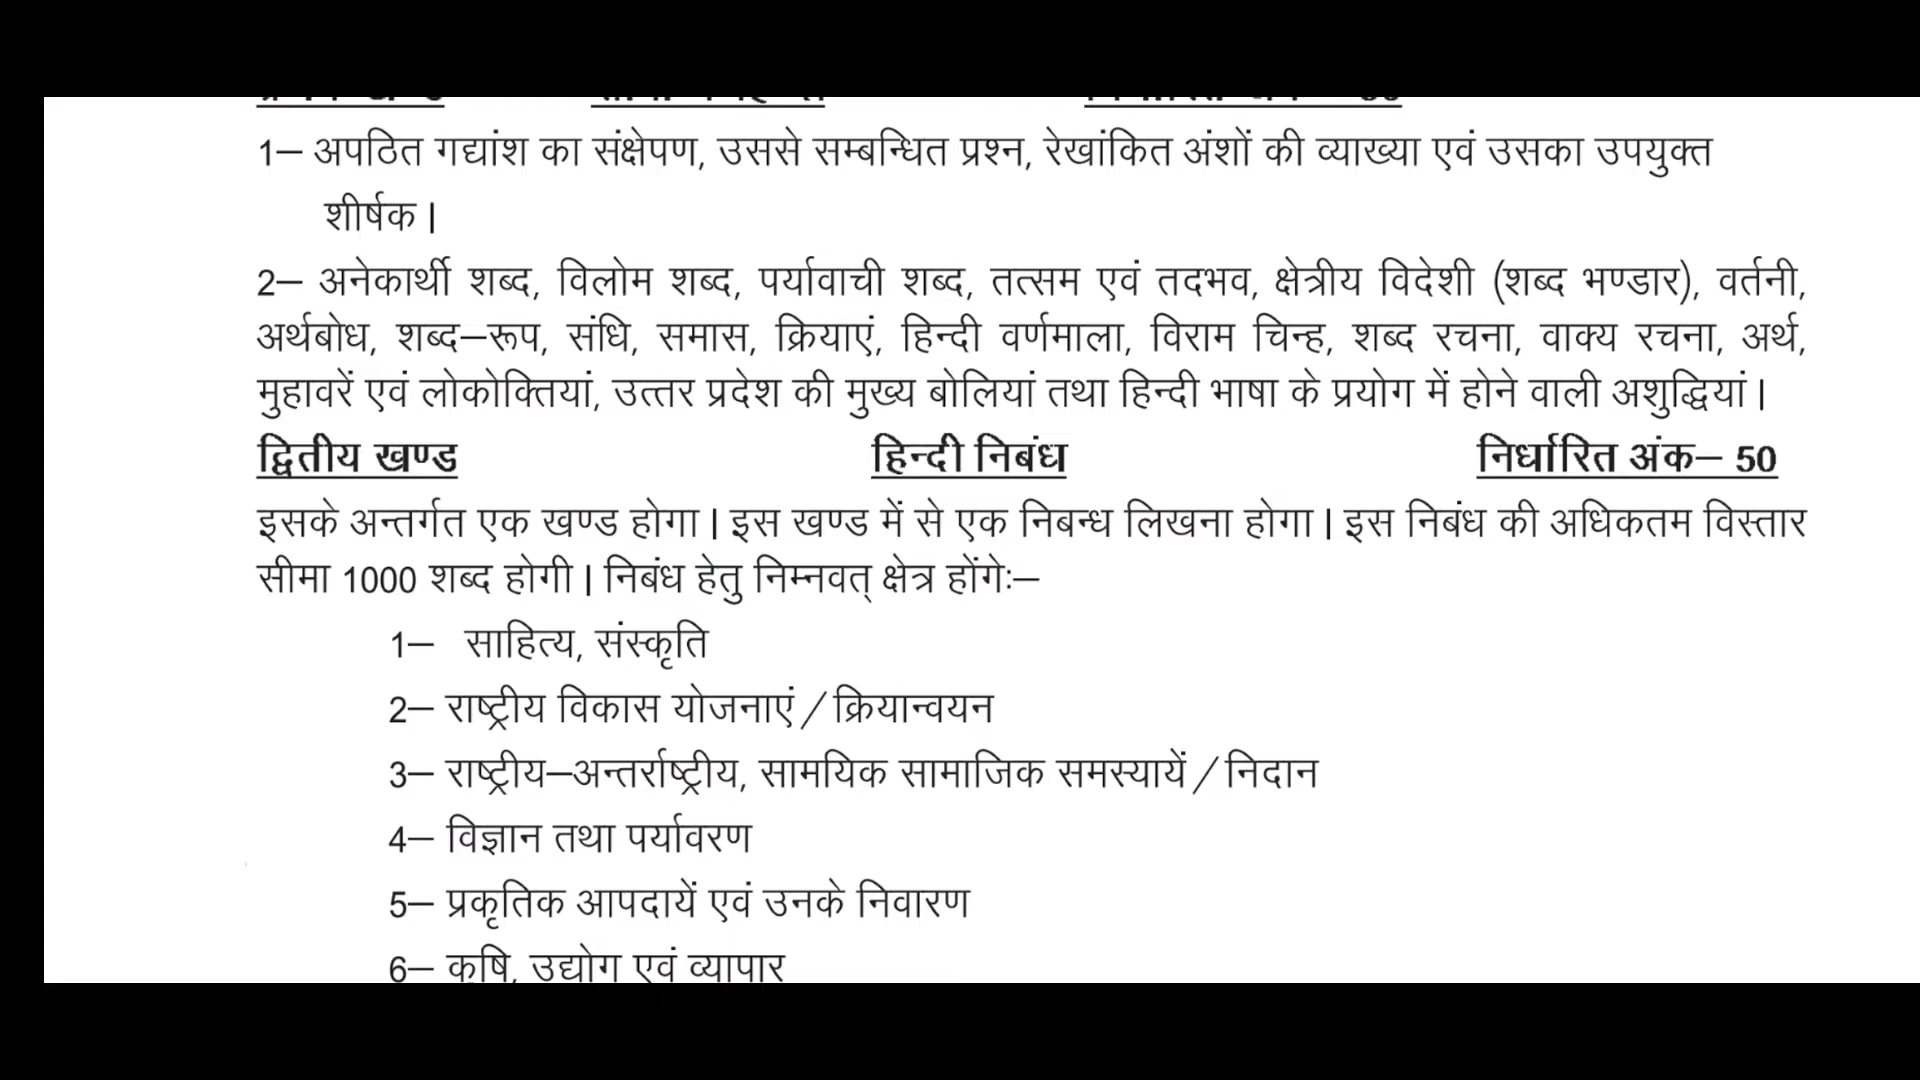 1– अपठित गद्यांश का संक्षेपण, उससे सम्बन्धित प्रश्न, रेखांकित अंशों की व्याख्या एवं उसका उपयुक्त
शीर्षक।
2– अनेकार्थी शब्द, विलोम शब्द, पर्यावाची शब्द, तत्सम एवं तदभव, क्षेत्रीय विदेशी (शब्द भण्डार), वर्तनी,
अर्थबोध, शब्द–रूप, संधि, समास, क्रियाएं, हिन्दी वर्णमाला, विराम चिन्ह, शब्द रचना, वाक्य रचना, अर्थ,
मुहावरें एवं लोकोक्तियां, उत्तर प्रदेश की मुख्य बोलियां तथा हिन्दी भाषा के प्रयोग में होने वाली अशुद्धियां।
द्वितीय खण्ड हिन्दी निबंध निर्धारित अंक– 50
इसके अन्तर्गत एक खण्ड होगा। इस खण्ड में से एक निबन्ध लिखना होगा। इस निबंध की अधिकतम विस्तार
सीमा 1000 शब्द होगी। निबंध हेतु निम्नवत् क्षेत्र होंगेः–
1– साहित्य, संस्कृति
2– राष्ट्रीय विकास योजनाएं/क्रियान्वयन
3– राष्ट्रीय–अन्तर्राष्ट्रीय, सामयिक सामाजिक समस्यायें/निदान
4– विज्ञान तथा पर्यावरण
5– प्रकृतिक आपदायें एवं उनके निवारण
6– कृषि, उद्योग एवं व्यापार